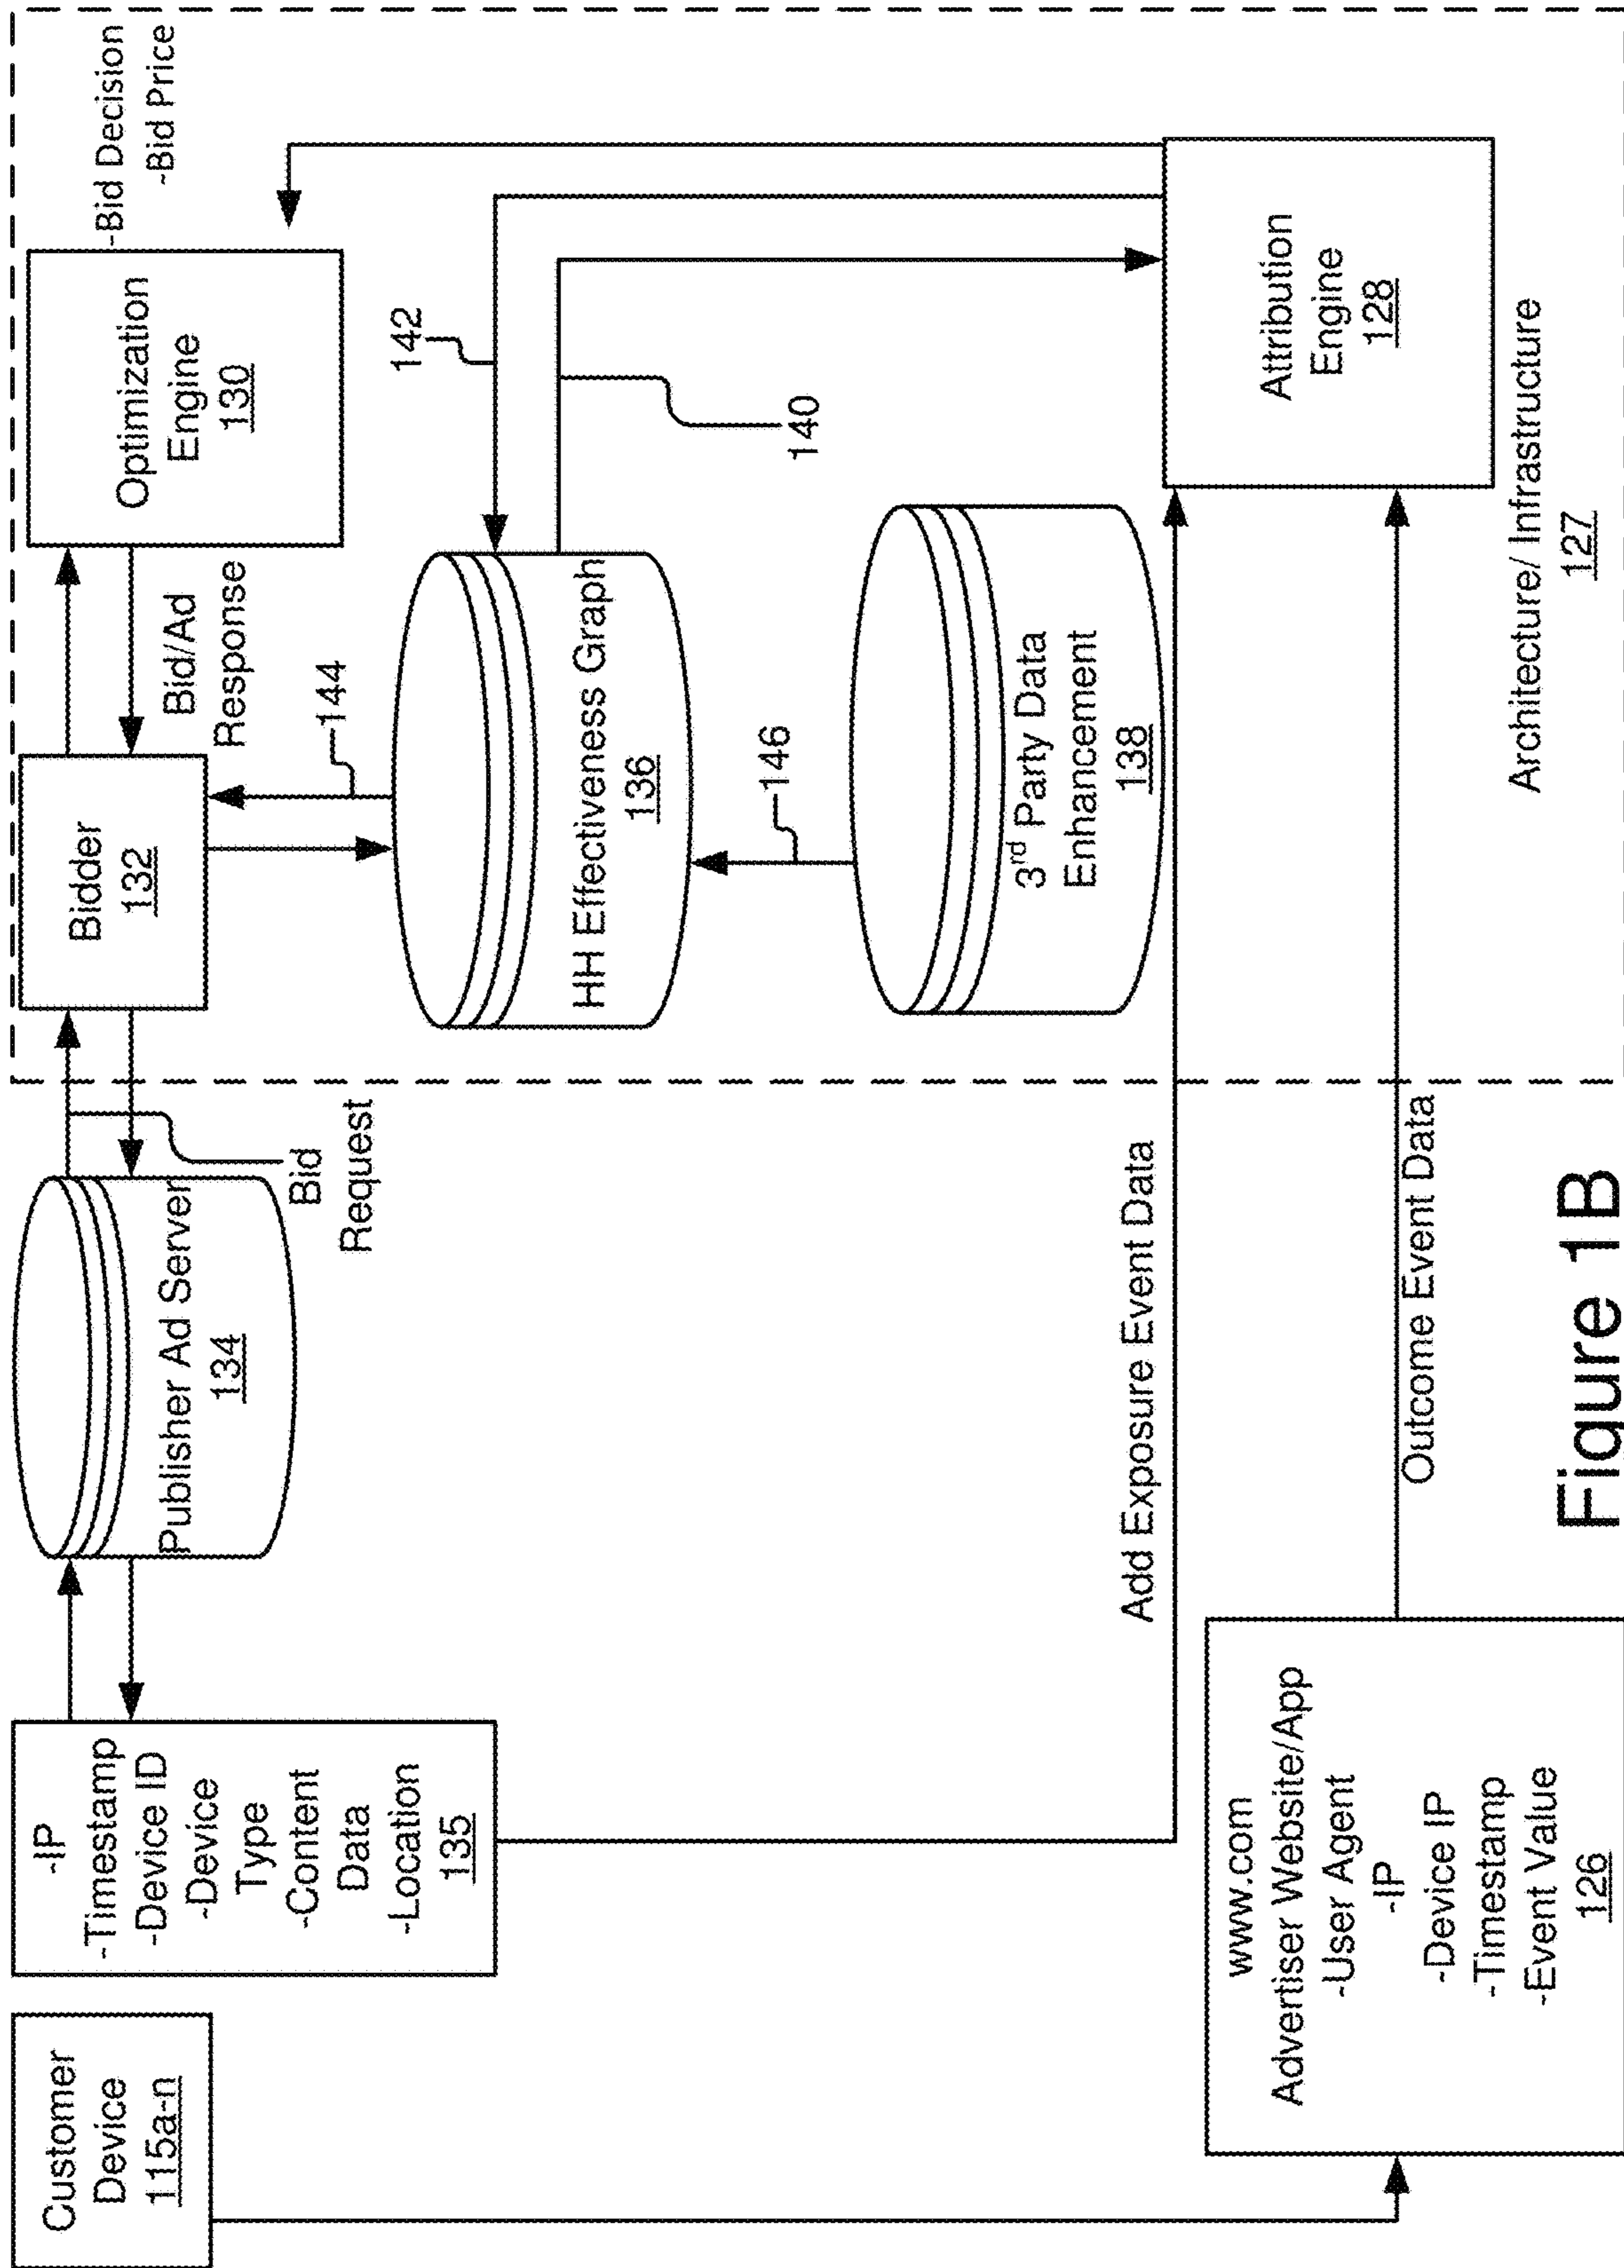 Customer
Device
115a-n
-IP
-Timestamp
-Device ID
-Device
Type
-Content
Data
-Location
135
Publisher Ad Server
134
Bid
Request
Bidder
132
Bid/Ad
Response
Optimization
Engine
130
-Bid Decision
-Bid Price
144
142
HH Effectiveness Graph
136
140
146
3rd Party Data
Enhancement
138
Add Exposure Event Data
Attribution
Engine
128
www.com
Advertiser Website/App
-User Agent
-IP
-Device IP
-Timestamp
-Event Value
126
Outcome Event Data
Architecture/ Infrastructure
127
Figure 1B